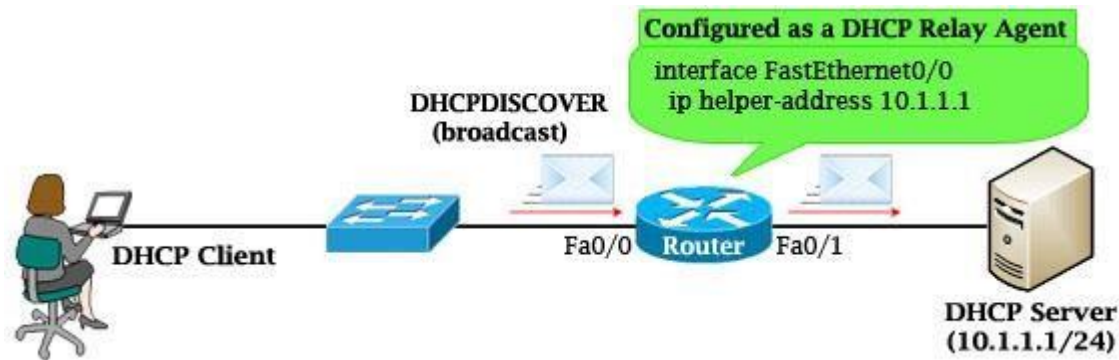 Configured as a DHCP Relay Agent
interface FastEthernet0/0
ip helper-address 10.1.1.1
DHCPDISCOVER
(broadcast)
DHCP Client
Fa0/0
Router
Fa0/1
DHCP Server
(10.1.1.1/24)